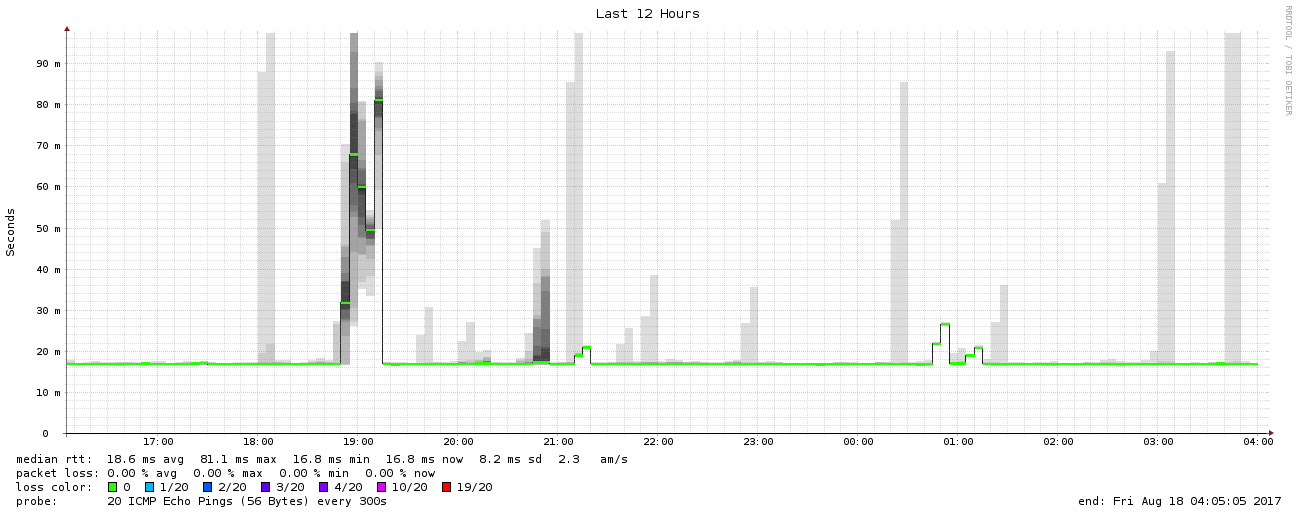 Last 12 Hours
RRDTOOL / TOBI OETIKER
Seconds
90 m
80 m
70 m
60 m
50 m
40 m
30 m
20 m
10 m
0
17:00 18:00 19:00 20:00 21:00 22:00 23:00 00:00 01:00 02:00 03:00 04:00
median rtt: 18.6 ms avg 81.1 ms max 16.8 ms min 16.8 ms now 8.2 ms sd 2.3 am/s
packet loss: 0.00 % avg 0.00 % max 0.00 % min 0.00 % now
loss color: 0 1/20 2/20 3/20 4/20 10/20 19/20
probe: 20 ICMP Echo Pings (56 Bytes) every 300s end: Fri Aug 18 04:05:05 2017